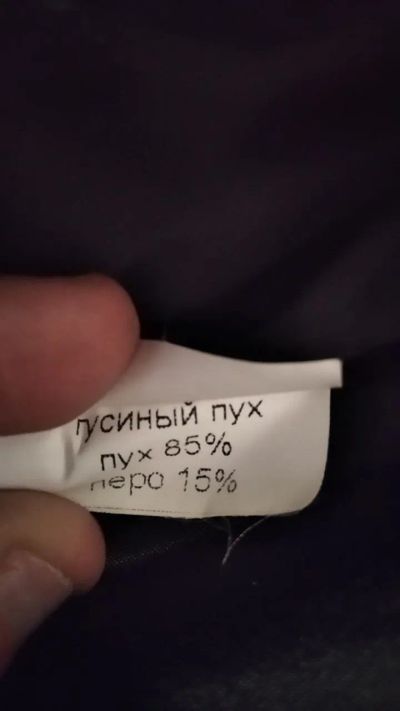 гусиный пух
пух 85%
перо 15%